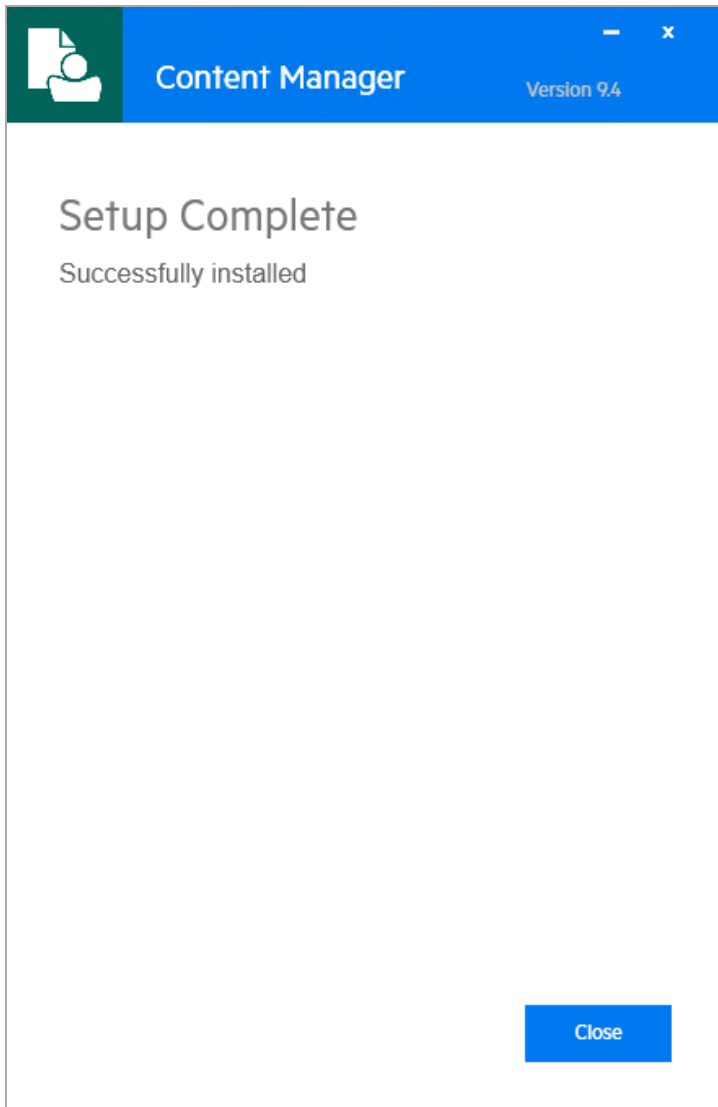 x
Content Manager
Version 9.4
Setup Complete
Successfully installed
Close